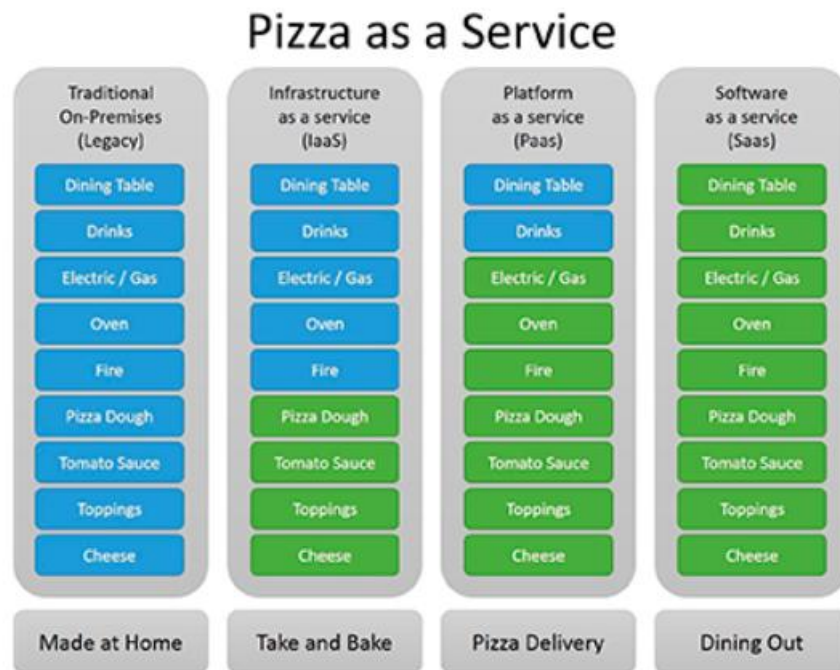 Pizza as a Service
Traditional
On-Premises
(Legacy)
Dining Table
Drinks
Electric / Gas
Oven
Fire
Pizza Dough
Tomato Sauce
Toppings
Cheese
Made at Home
Infrastructure
as a service
(IaaS)
Dining Table
Drinks
Electric / Gas
Oven
Fire
Pizza Dough
Tomato Sauce
Toppings
Cheese
Take and Bake
Platform
as a service
(Paas)
Dining Table
Drinks
Electric / Gas
Oven
Fire
Pizza Dough
Tomato Sauce
Toppings
Cheese
Pizza Delivery
Software
as a service
(Saas)
Dining Table
Drinks
Electric / Gas
Oven
Fire
Pizza Dough
Tomato Sauce
Toppings
Cheese
Dining Out